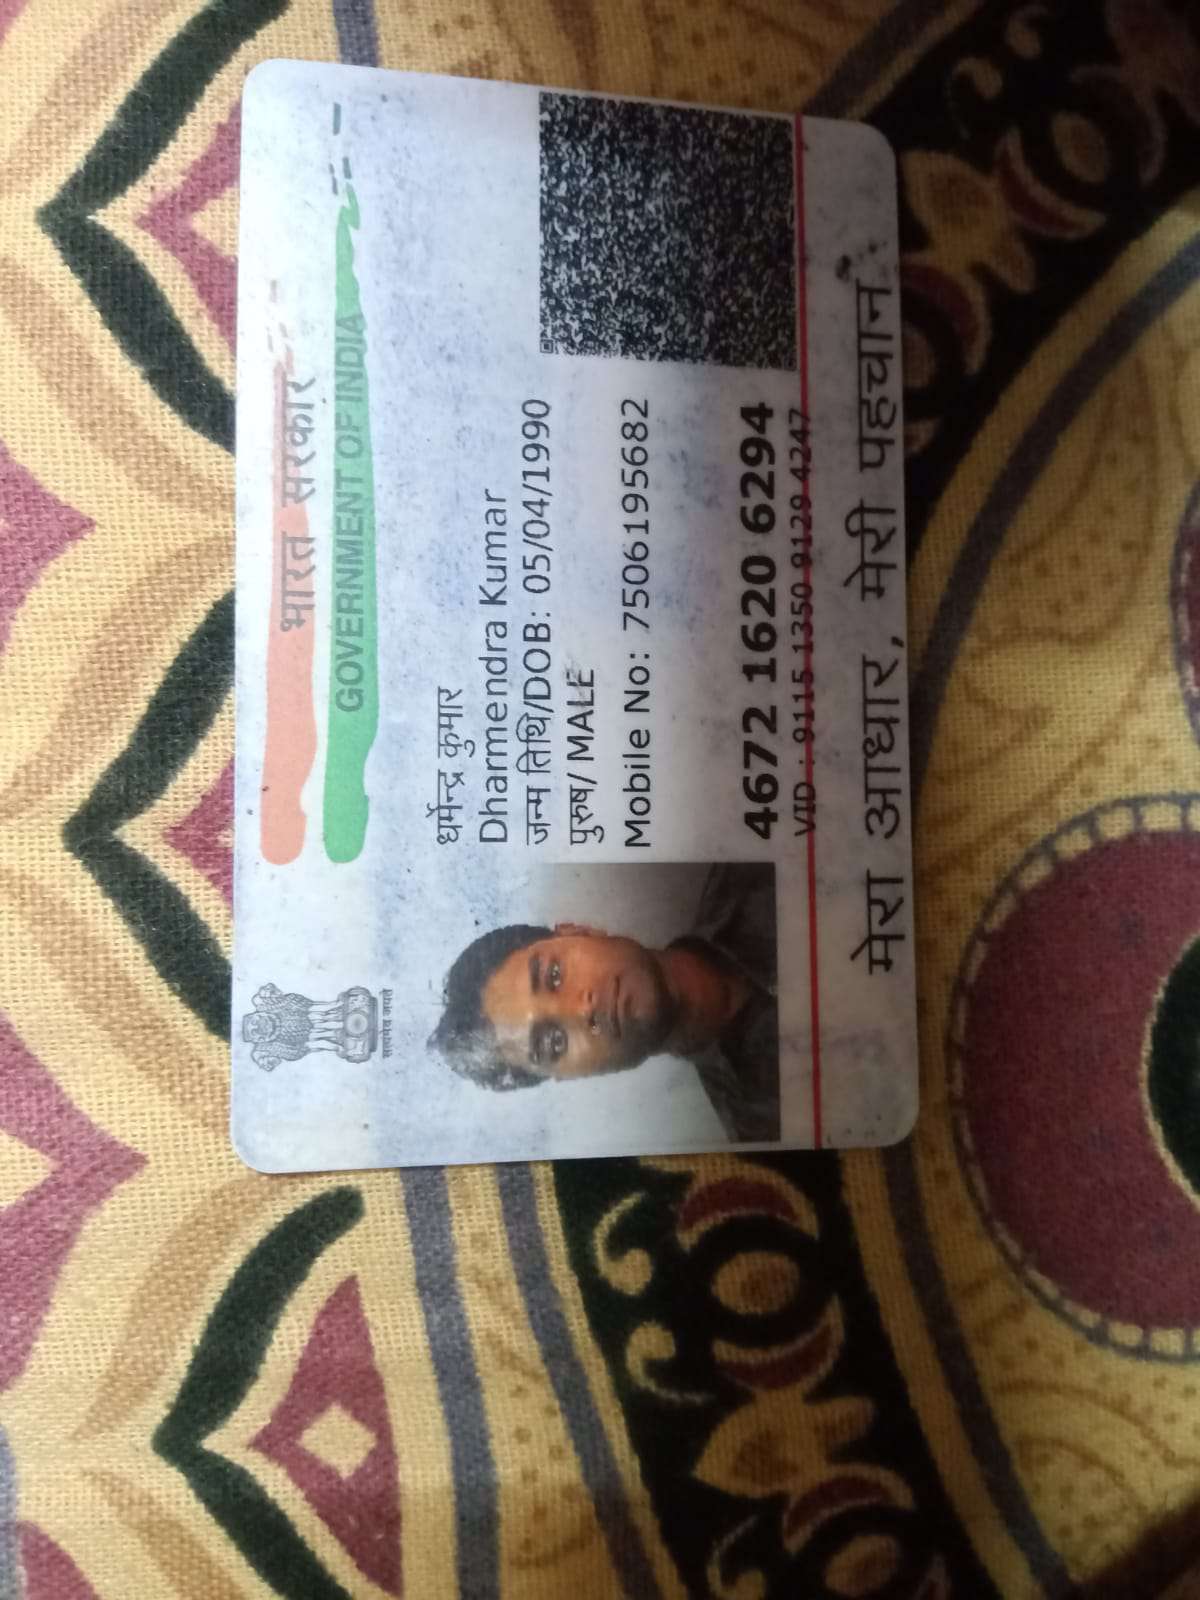 भारत सरकार
GOVERNMENT OF INDIA
सत्यमेव जयते
धर्मेन्द्र कुमार
Dharmendra Kumar
जन्म तिथि/DOB: 05/04/1990
पुरुष/ MALE
Mobile No: 7506195682
4672 1620 6294
VID : 9115 1350 9129 4247
मेरा आधार, मेरी पहचान